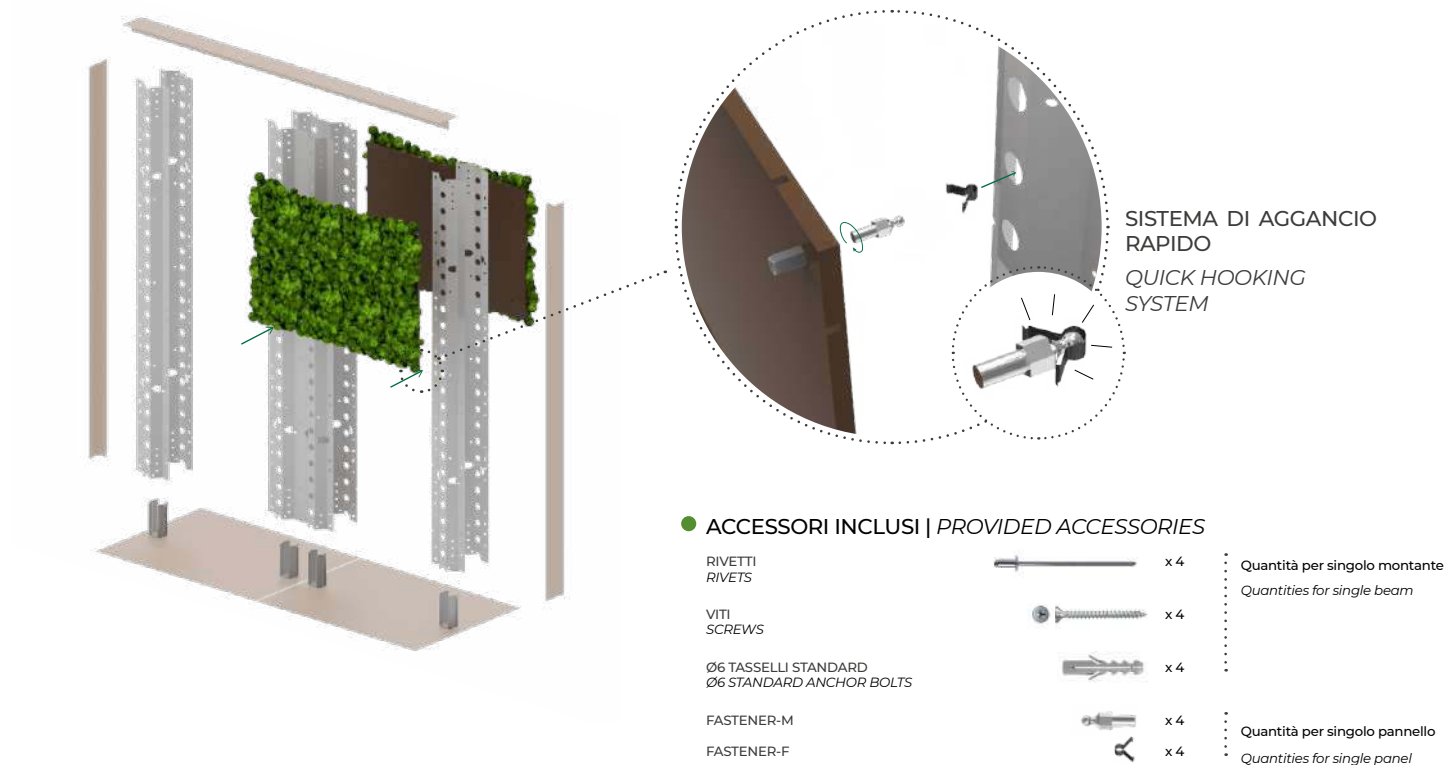 SISTEMA DI AGGANCIO
RAPIDO
QUICK HOOKING
SYSTEM
ACCESSORI INCLUSI | PROVIDED ACCESSORIES
RIVETTI
RIVETS
x 4
Quantità per singolo montante
Quantities for single beam
VITI
SCREWS
x 4
Ø6 TASSELLI STANDARD
Ø6 STANDARD ANCHOR BOLTS
x 4
FASTENER-M
x 4
FASTENER-F
x 4
Quantità per singolo pannello
Quantities for single panel